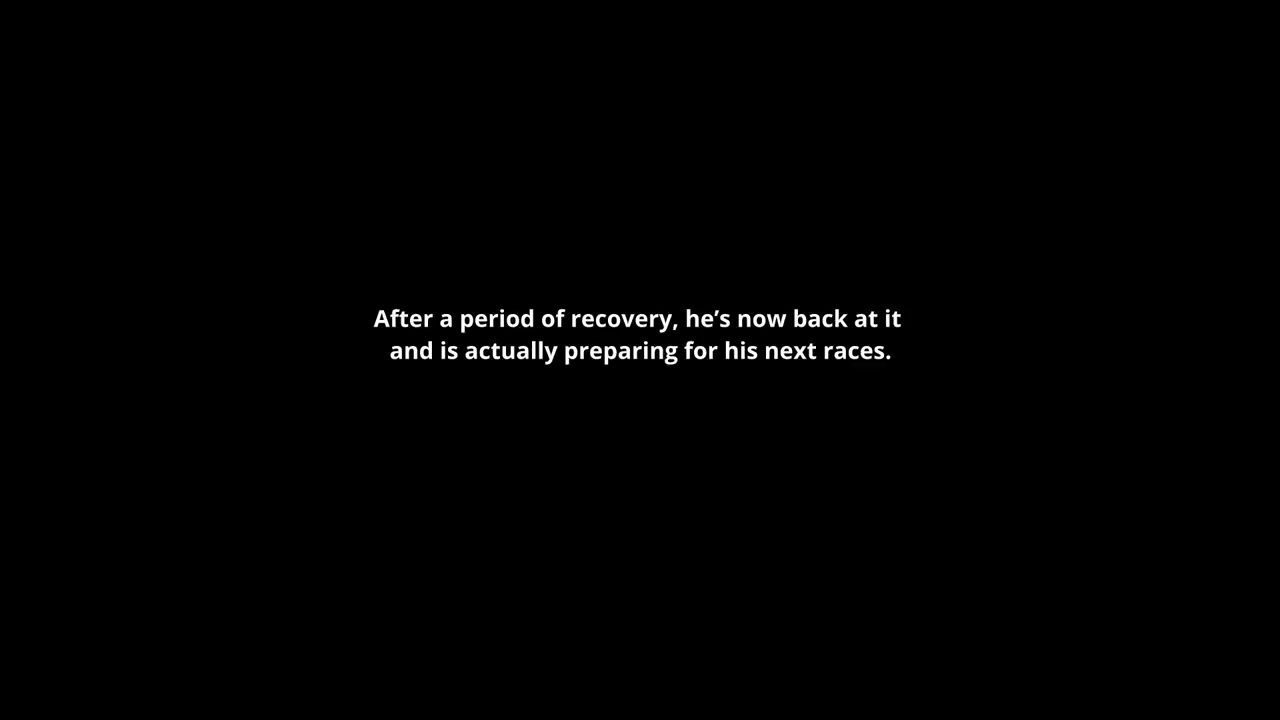 After a period of recovery, he’s now back at it
and is actually preparing for his next races.